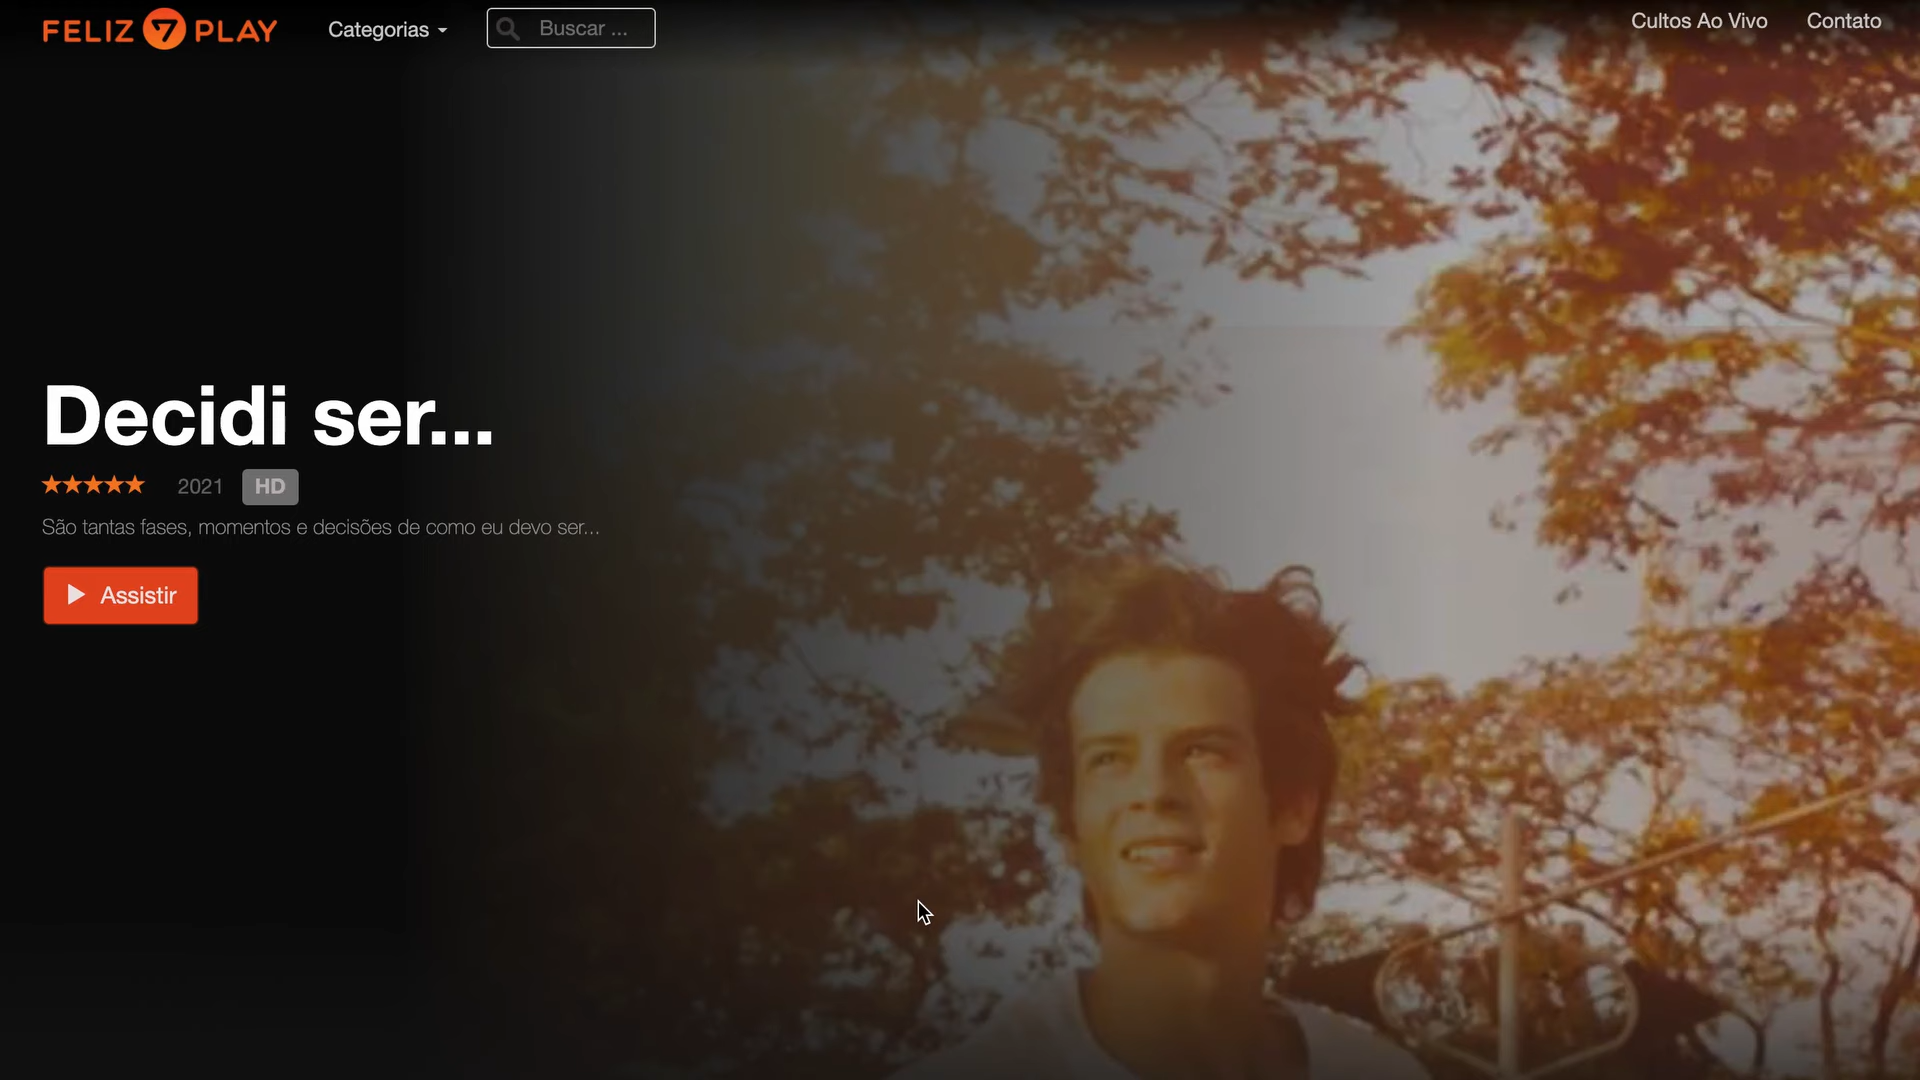 FELIZ 7 PLAY
Categorias
Buscar ...
Cultos Ao Vivo
Contato
Decidi ser...
2021
HD
São tantas fases, momentos e decisões de como eu devo ser...
Assistir